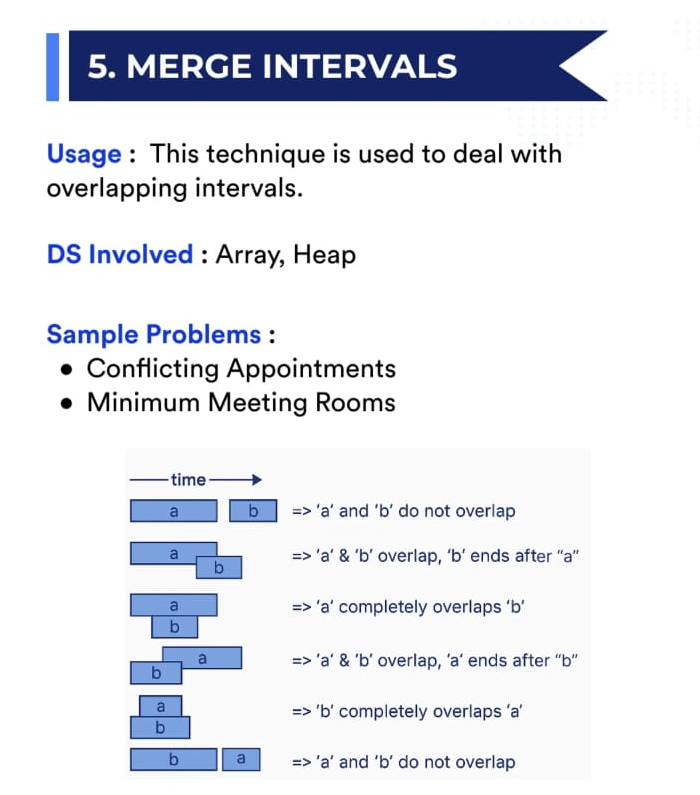 5. MERGE INTERVALS
Usage : This technique is used to deal with
overlapping intervals.
DS Involved : Array, Heap
Sample Problems :
● Conflicting Appointments
● Minimum Meeting Rooms
time
a b => 'a' and 'b' do not overlap
a
b
=> 'a' & 'b' overlap, 'b' ends after “a”
a
b
=> 'a' completely overlaps 'b'
a
b
=> 'a' & 'b' overlap, 'a' ends after “b”
a
b
=> 'b' completely overlaps 'a'
b a => 'a' and 'b' do not overlap